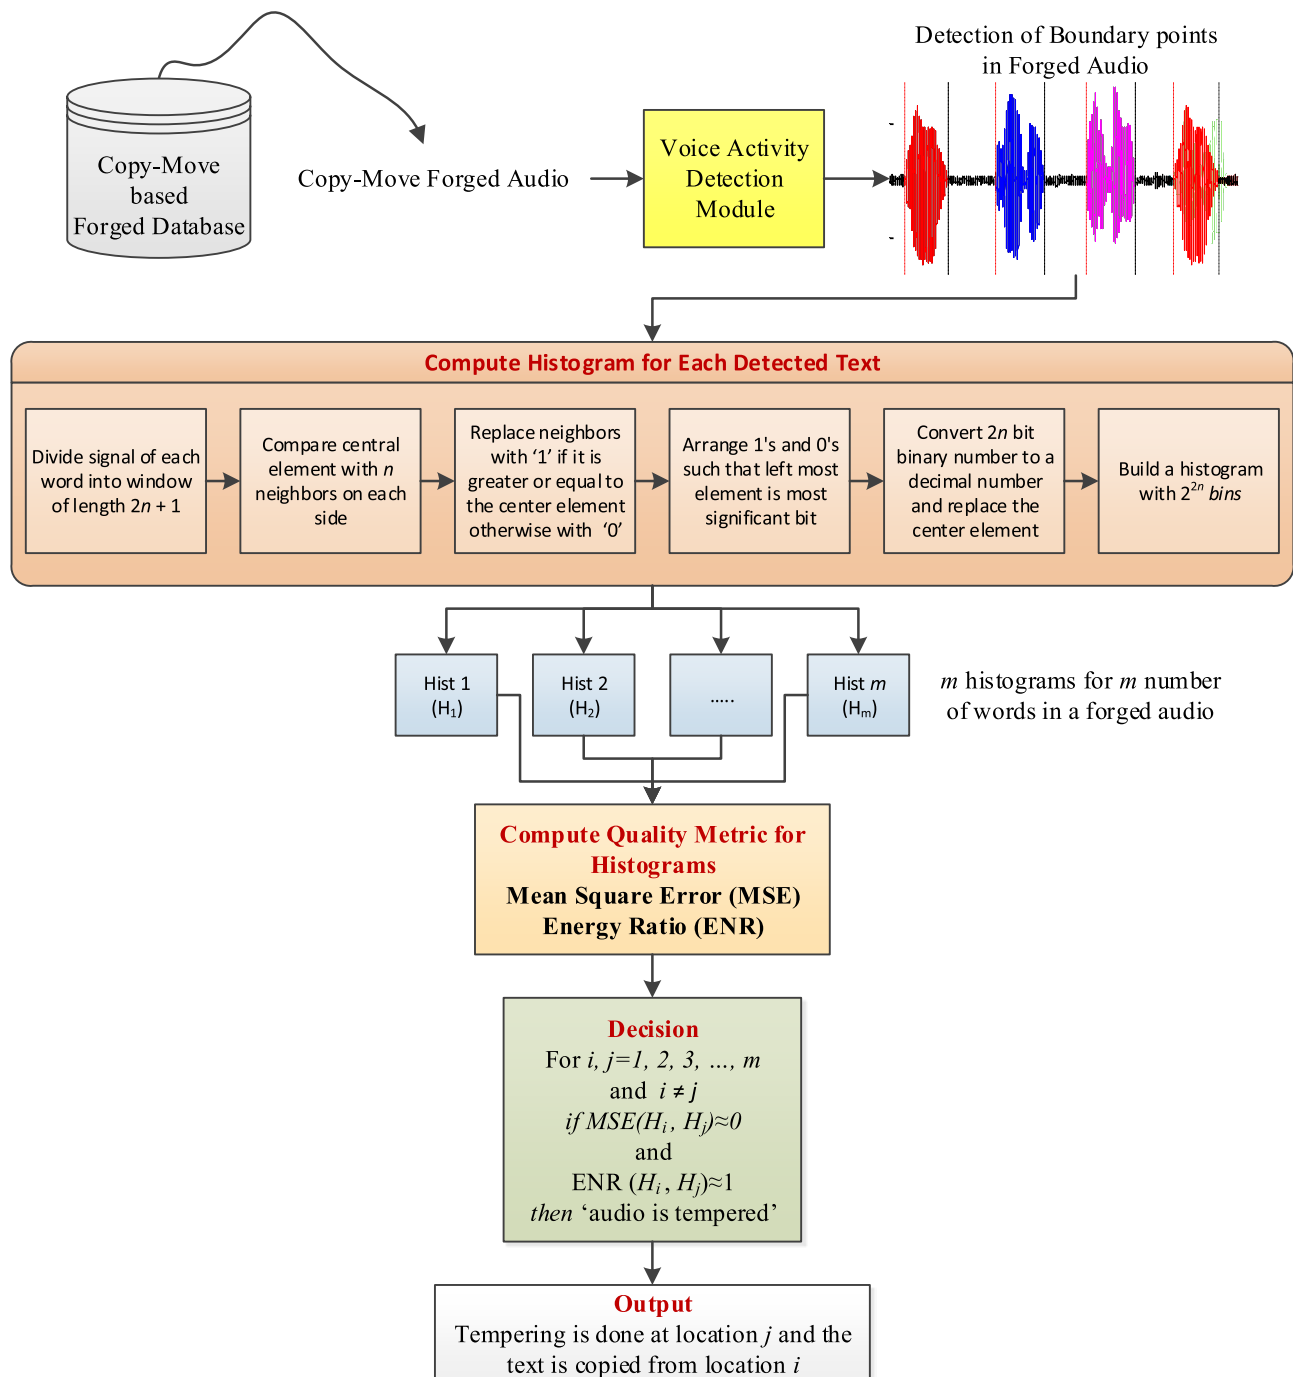 Detection of Boundary points
in Forged Audio
Copy-Move
based
Forged Database
Copy-Move Forged Audio
Voice Activity
Detection
Module
Compute Histogram for Each Detected Text
Divide signal of each
word into window
of length 2n + 1
Compare central
element with n
neighbors on each
side
Replace neighbors
with ‘1’ if it is
greater or equal to
the center element
otherwise with ‘0’
Arrange 1's and 0's
such that left most
element is most
significant bit
Convert 2n bit
binary number to a
decimal number
and replace the
center element
Build a histogram
with 2²ⁿ bins
Hist 1
(H₁)
Hist 2
(H₂)
.....
Hist m
(Hₘ)
m histograms for m number
of words in a forged audio
Compute Quality Metric for
Histograms
Mean Square Error (MSE)
Energy Ratio (ENR)
Decision
For i, j=1, 2, 3, ..., m
and i ≠ j
if MSE(Hᵢ , Hⱼ)≈0
and
ENR (Hᵢ , Hⱼ)≈1
then ‘audio is tempered’
Output
Tempering is done at location j and the
text is copied from location i